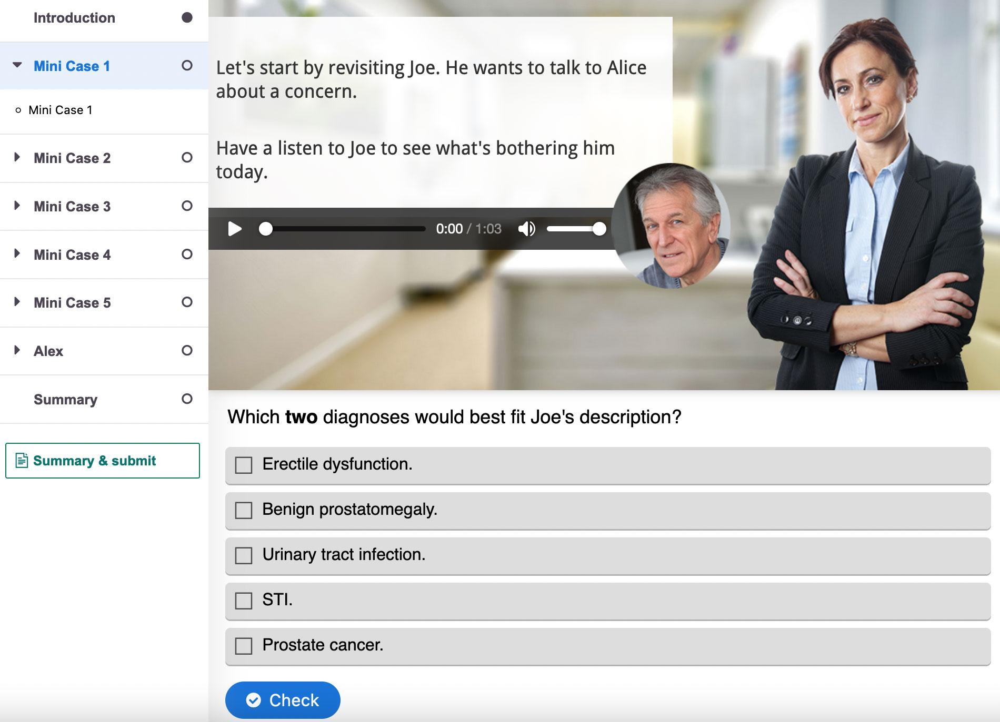 Introduction
Mini Case 1
Mini Case 1
Mini Case 2
Mini Case 3
Mini Case 4
Mini Case 5
Alex
Summary
Summary & submit
Let's start by revisiting Joe. He wants to talk to Alice
about a concern.
Have a listen to Joe to see what's bothering him
today.
0:00 / 1:03
Which two diagnoses would best fit Joe's description?
Erectile dysfunction.
Benign prostatomegaly.
Urinary tract infection.
STI.
Prostate cancer.
Check